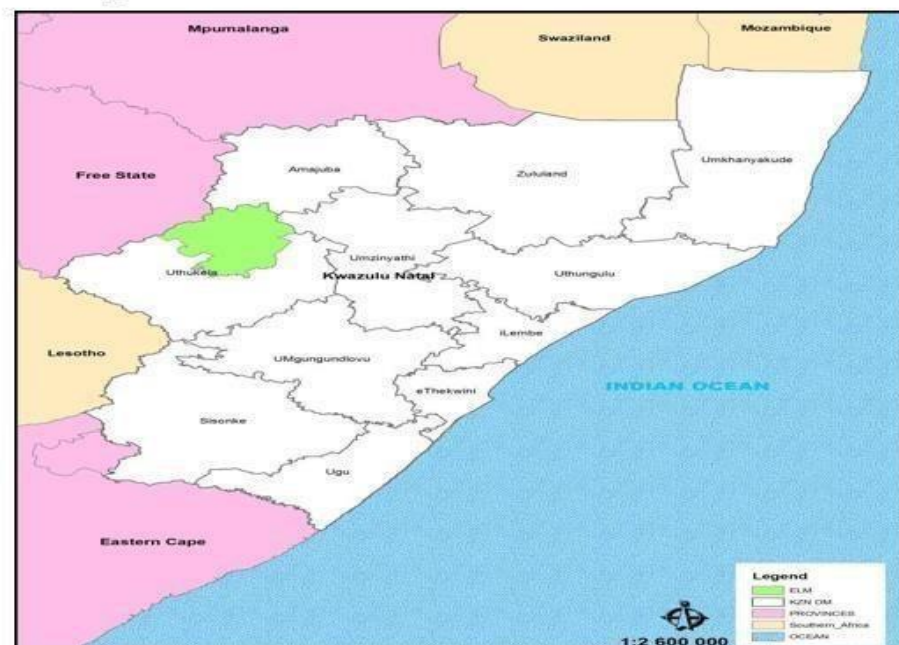 Mpumalanga
Swaziland
Mozambique
Amajuba
Zululand
Umkhanyakude
Free State
Umzinyathi
Uthukela
Kwazulu Natal
Uthungulu
iLembe
Lesotho
UMgungundlovu
eThekwini
INDIAN OCEAN
Sisonke
Ugu
Eastern Cape
Legend
ELM
KZN DM
PROVINCES
Southern_Africa
OCEAN
1:2 600 000